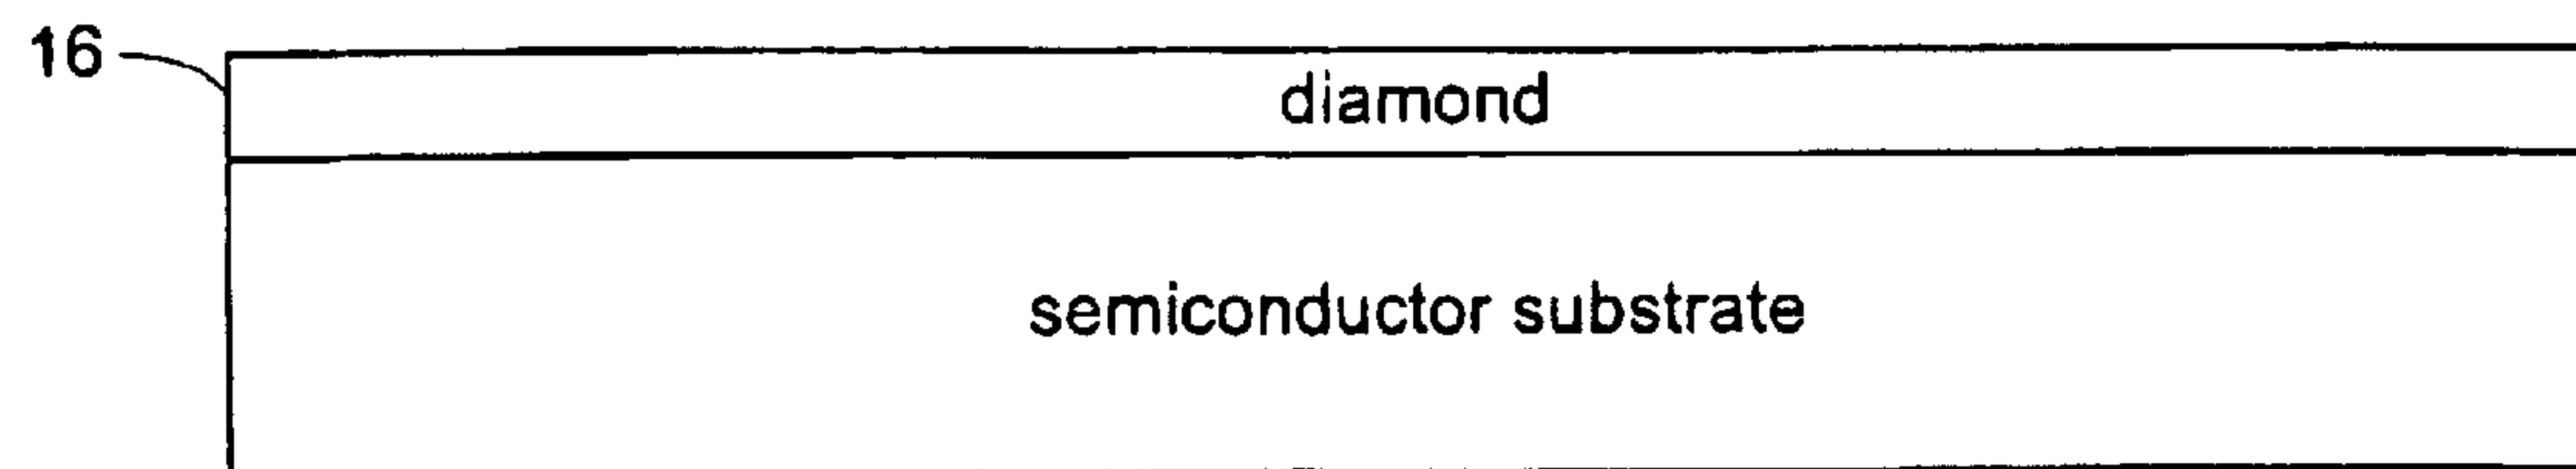 16
diamond
semiconductor substrate